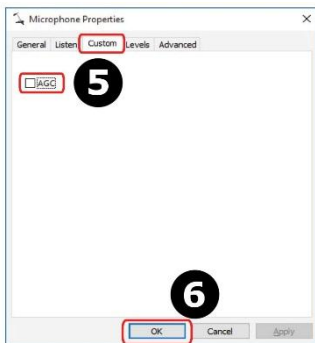 Microphone Properties
General Listen Custom Levels Advanced
AGC
5
6
OK Cancel Apply